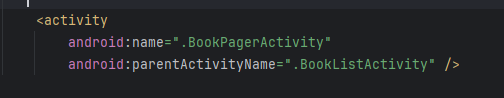 <activity
android:name=".BookPagerActivity"
android:parentActivityName=".BookListActivity" />